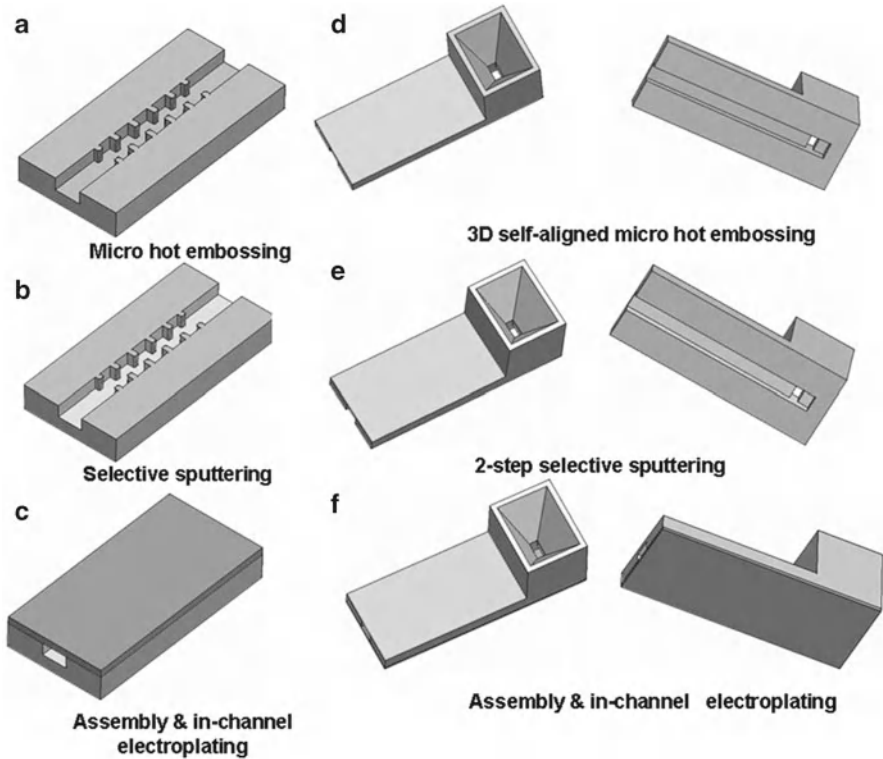 a
Micro hot embossing
b
Selective sputtering
c
Assembly & in-channel
electroplating
d
3D self-aligned micro hot embossing
e
2-step selective sputtering
f
Assembly & in-channel electroplating